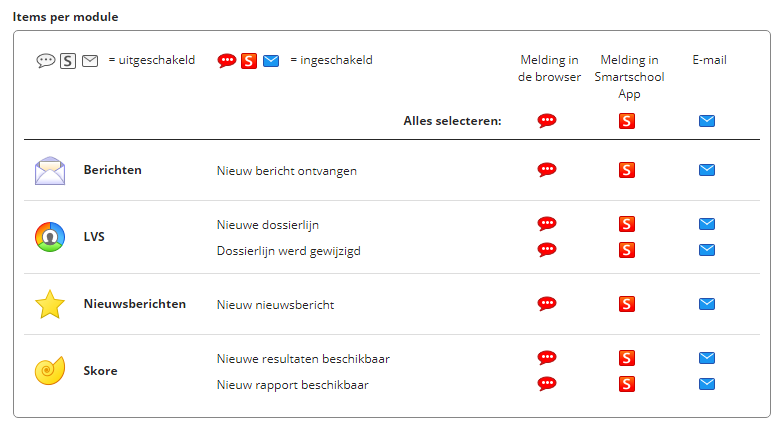 Items per module
S = uitgeschakeld S = ingeschakeld
Melding in de browser
Melding in Smartschool App
E-mail
Alles selecteren: S
Berichten Nieuw bericht ontvangen S
LVS
Nieuwe dossierlijn S
Dossierlijn werd gewijzigd S
Nieuwsberichten Nieuw nieuwsbericht S
Skore
Nieuwe resultaten beschikbaar S
Nieuw rapport beschikbaar S